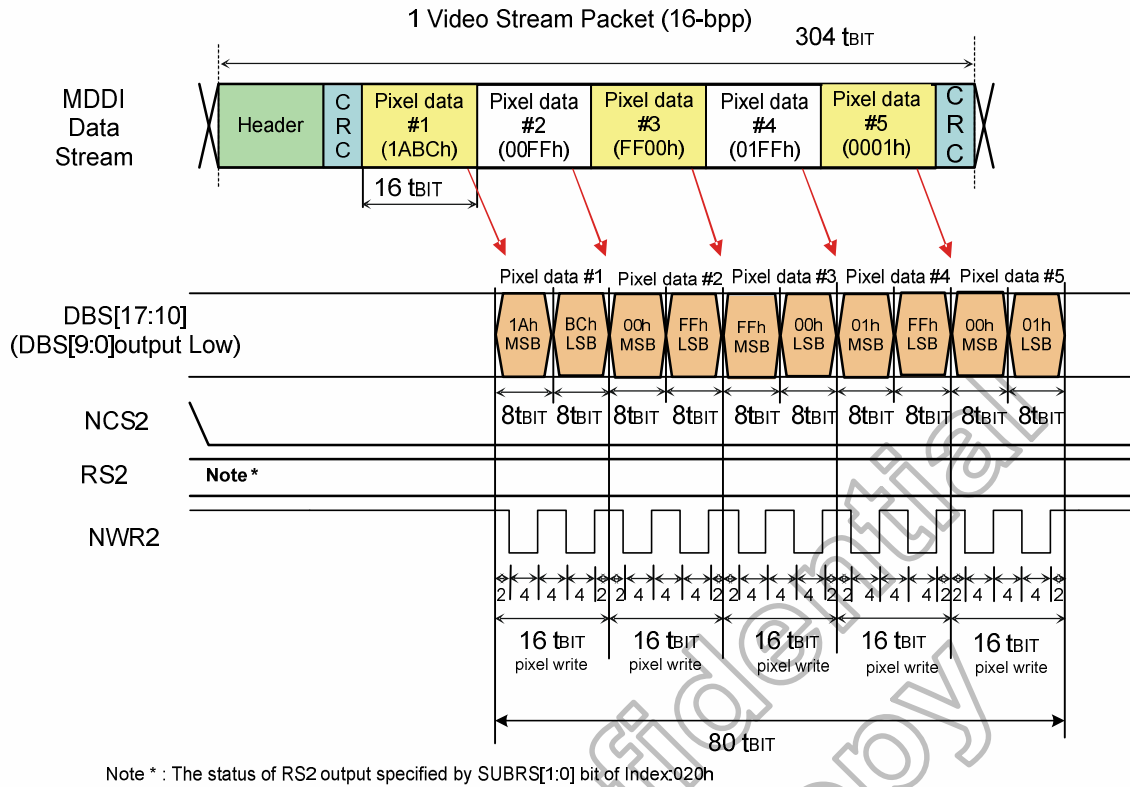 1 Video Stream Packet (16-bpp)
304 tBIT
MDDI
Data
Stream
Header
C
R
C
Pixel data
#1
(1ABCh)
Pixel data
#2
(00FFh)
Pixel data
#3
(FF00h)
Pixel data
#4
(01FFh)
Pixel data
#5
(0001h)
C
R
C
16 tBIT
Pixel data #1 Pixel data #2 Pixel data #3 Pixel data #4 Pixel data #5
DBS[17:10]
(DBS[9:0]output Low)
1Ah
MSB
BCh
LSB
00h
MSB
FFh
LSB
FFh
MSB
00h
LSB
01h
MSB
FFh
LSB
00h
MSB
01h
LSB
8tBIT 8tBIT 8tBIT 8tBIT 8tBIT 8tBIT 8tBIT 8tBIT 8tBIT 8tBIT
NCS2
RS2
Note *
NWR2
2 4 4 4 2 2 4 4 4 2 2 4 4 4 2 2 4 4 4 2 2 4 4 4 2
16 tBIT 16 tBIT 16 tBIT 16 tBIT 16 tBIT
pixel write pixel write pixel write pixel write pixel write
80 tBIT
Note * : The status of RS2 output specified by SUBRS[1:0] bit of Index:020h